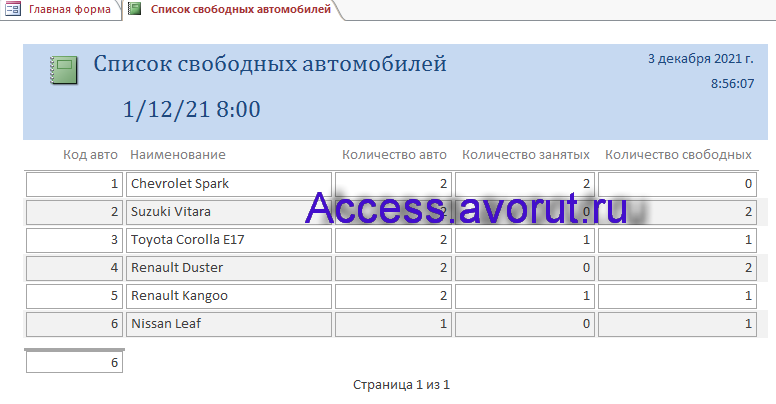 Главная форма
Список свободных автомобилей
Список свободных автомобилей
3 декабря 2021 г.
8:56:07
1/12/21 8:00
Код авто Наименование Количество авто Количество занятых Количество свободных
1 Chevrolet Spark 2 2 0
2 Suzuki Vitara 2 0 2
Access.avorut.ru
3 Toyota Corolla E17 2 1 1
4 Renault Duster 2 0 2
5 Renault Kangoo 2 1 1
6 Nissan Leaf 1 0 1
6
Страница 1 из 1